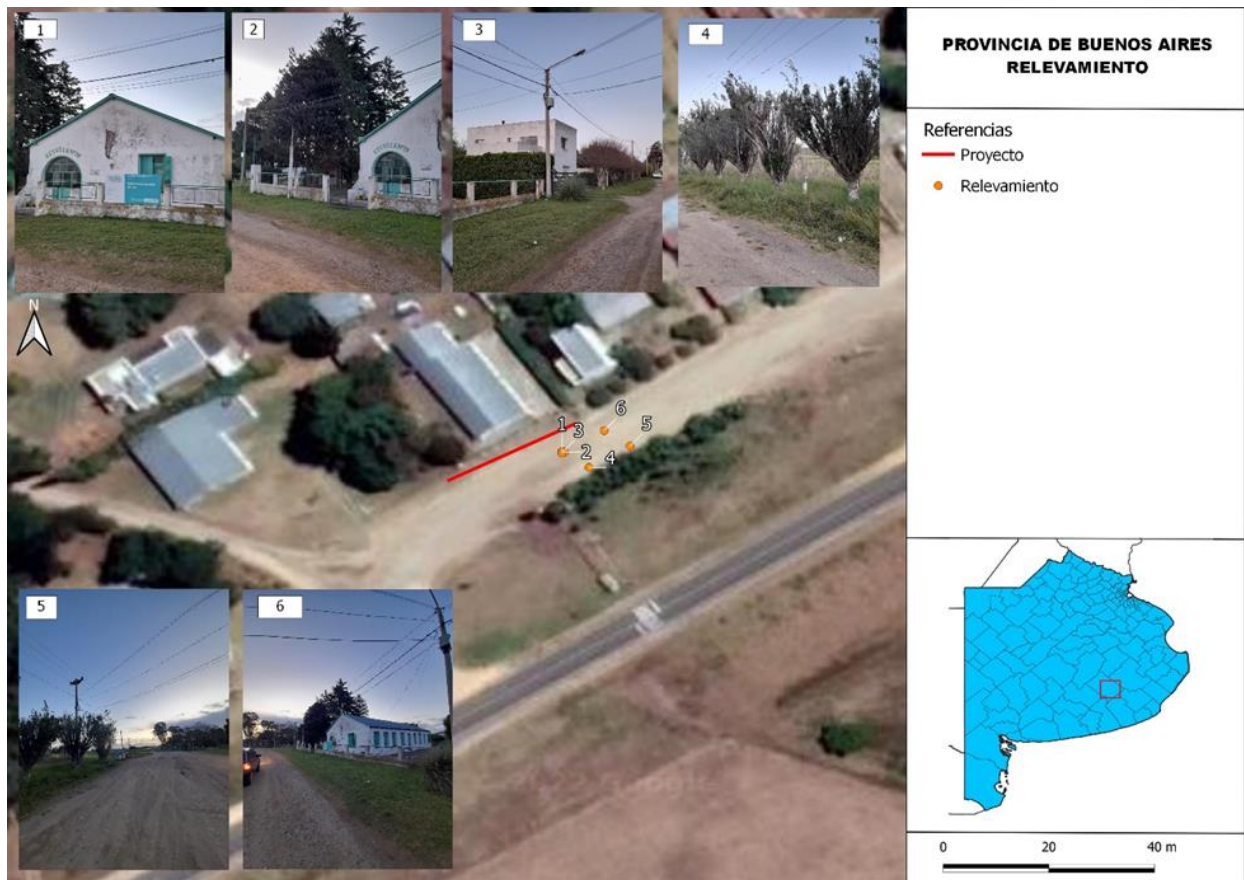 1
2
3
4
PROVINCIA DE BUENOS AIRES
RELEVAMIENTO
Referencias
Proyecto
Relevamiento
N
1
3
2
6
5
4
5
6
0
20
40 m